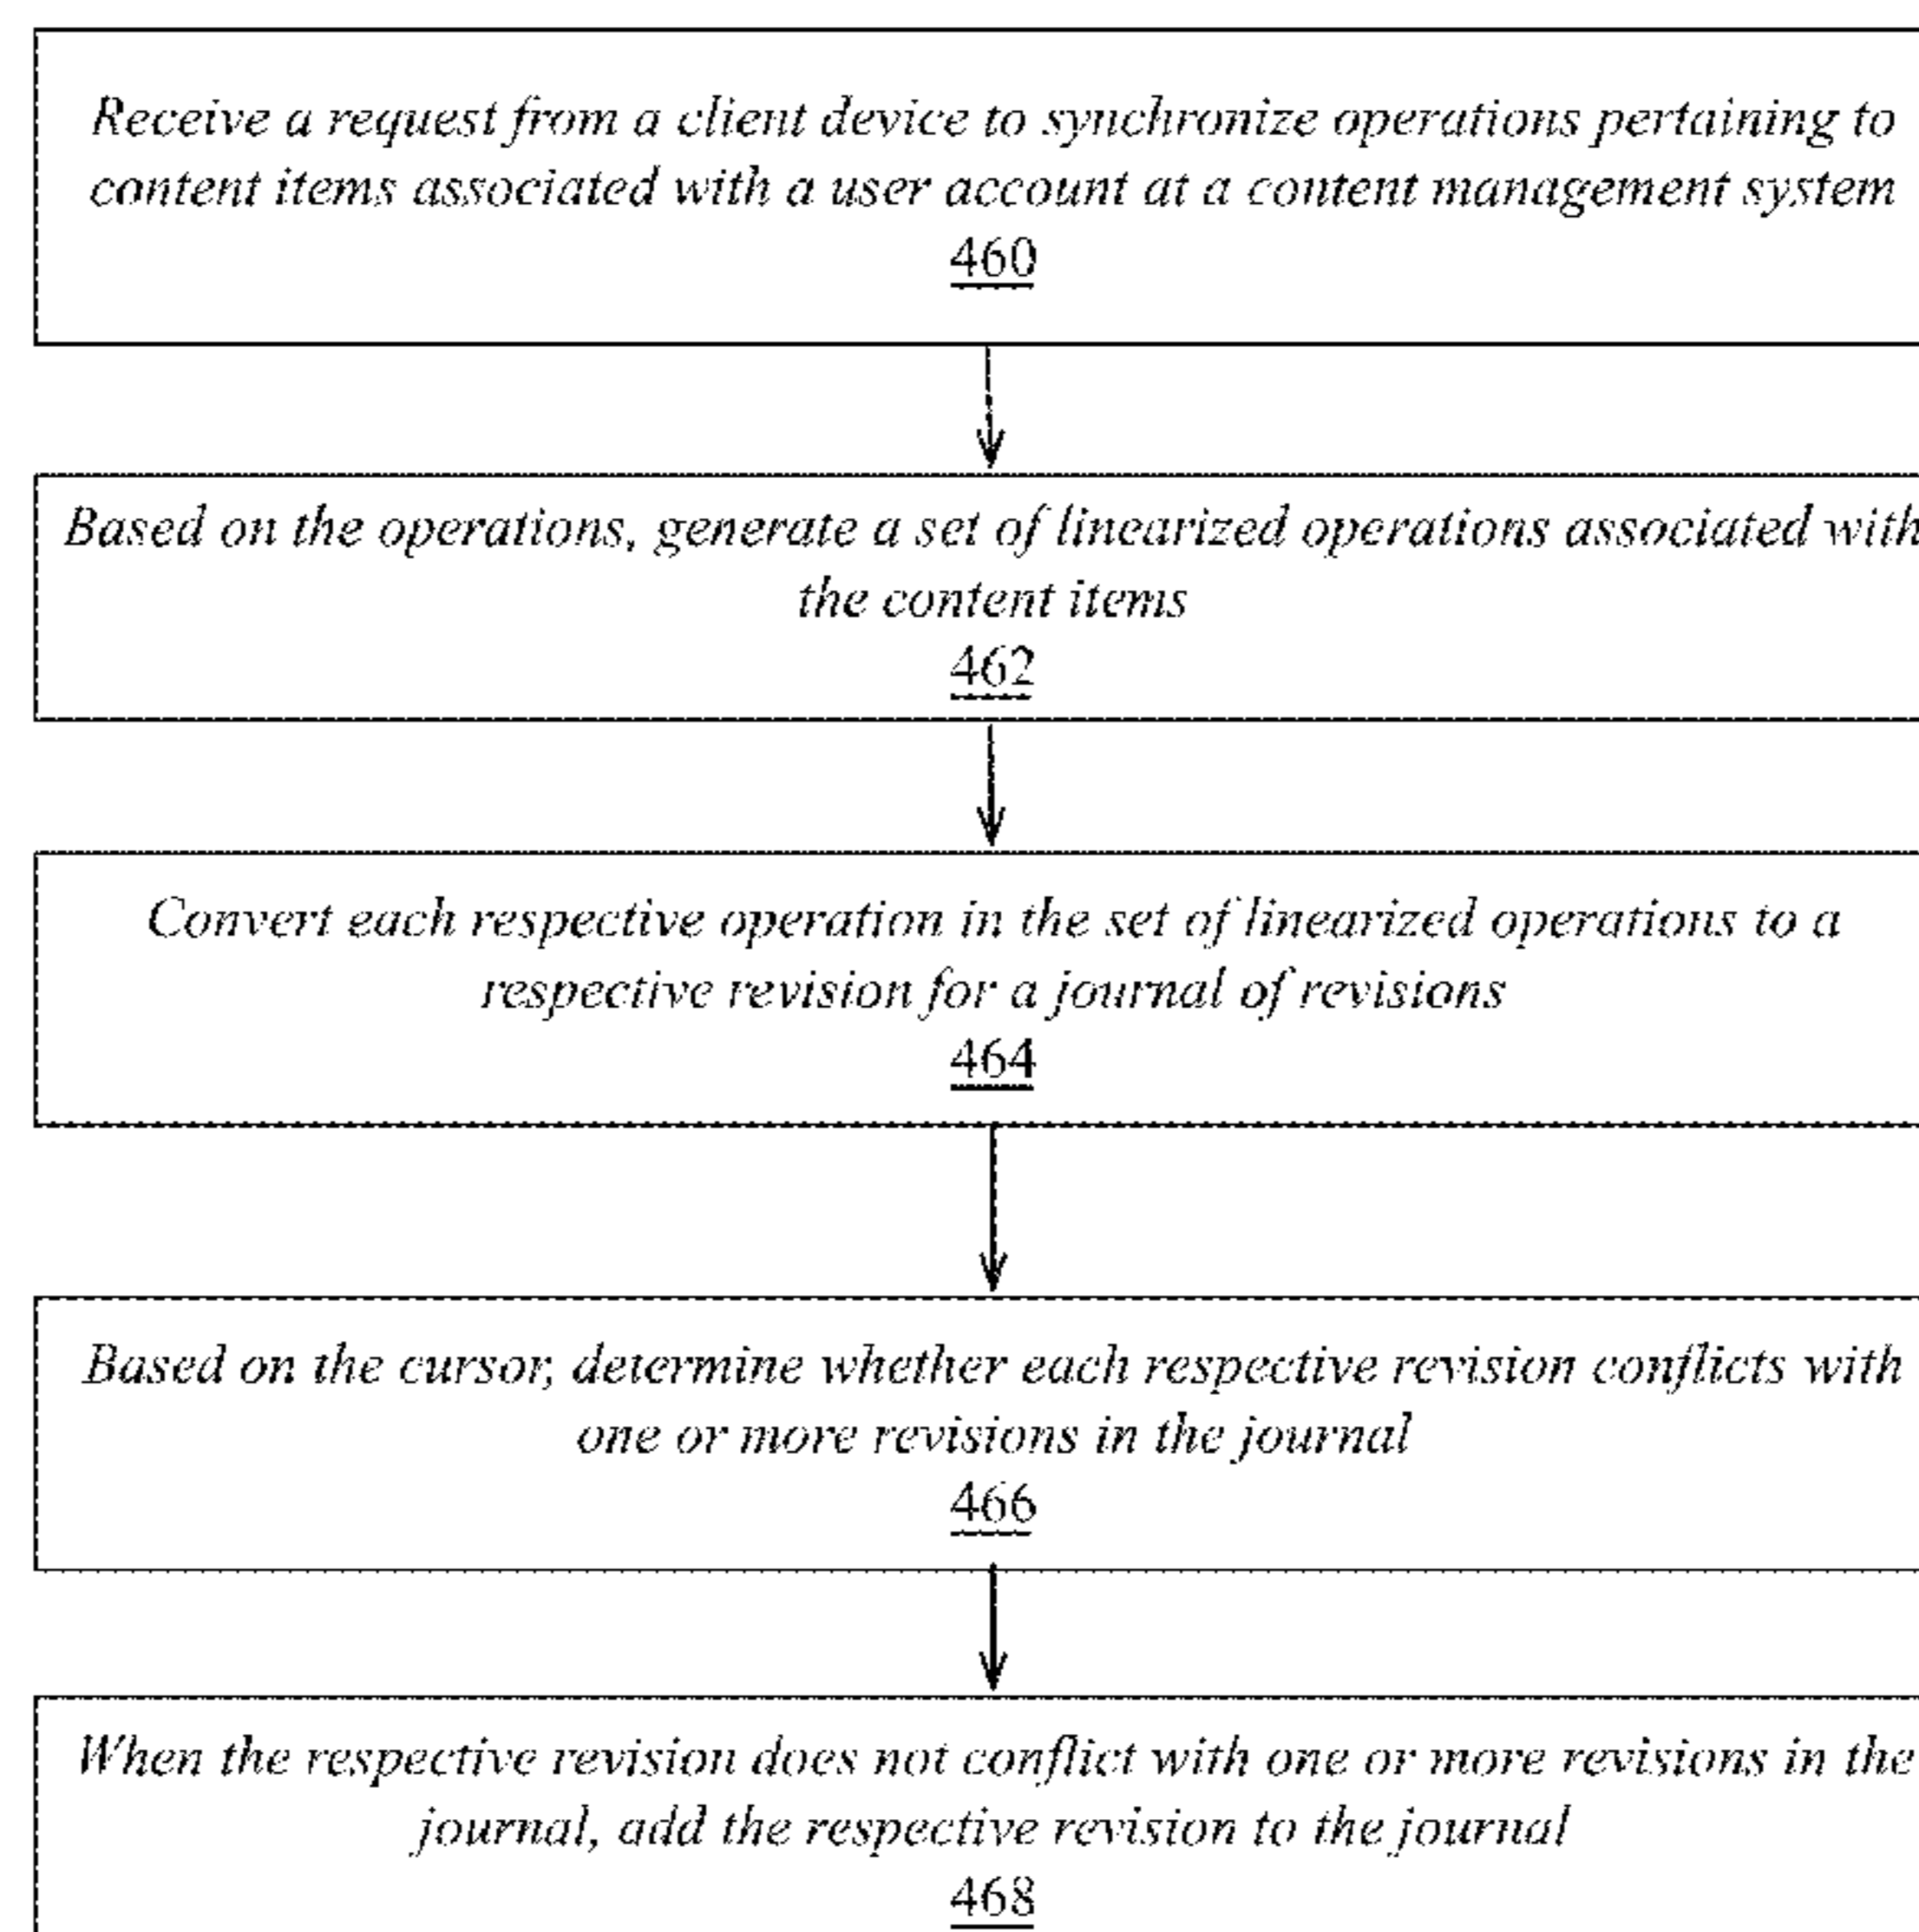 Receive a request from a client device to synchronize operations pertaining to
content items associated with a user account at a content management system
460
Based on the operations, generate a set of linearized operations associated with
the content items
462
Convert each respective operation in the set of linearized operations to a
respective revision for a journal of revisions
464
Based on the cursor, determine whether each respective revision conflicts with
one or more revisions in the journal
466
When the respective revision does not conflict with one or more revisions in the
journal, add the respective revision to the journal
468